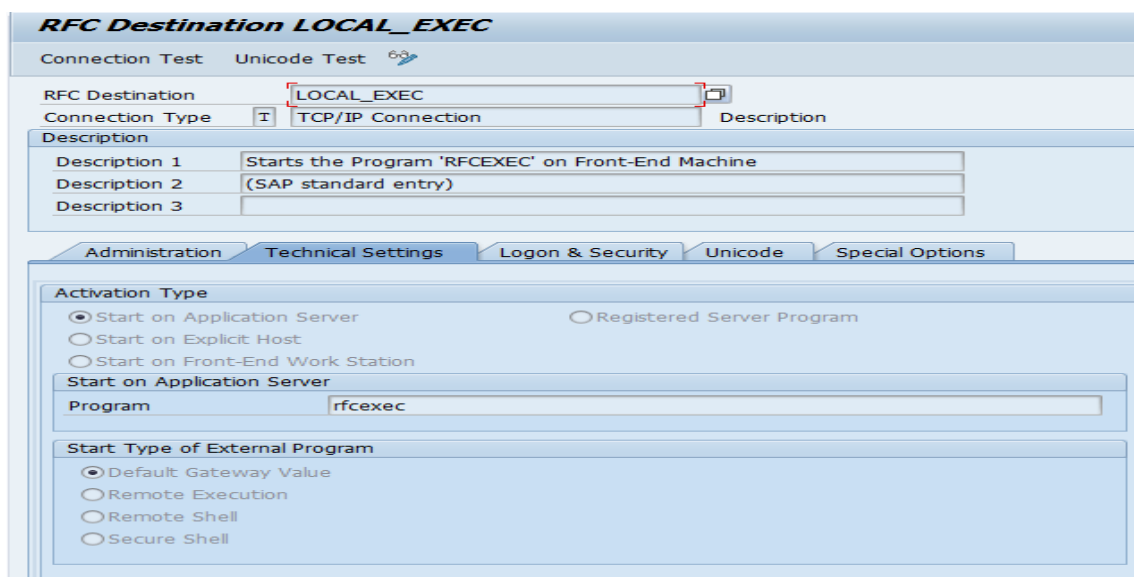 RFC Destination LOCAL_EXEC
Connection Test Unicode Test
RFC Destination LOCAL_EXEC
Connection Type T TCP/IP Connection Description
Description
Description 1 Starts the Program 'RFCEXEC' on Front-End Machine
Description 2 (SAP standard entry)
Description 3
Administration Technical Settings Logon & Security Unicode Special Options
Activation Type
Start on Application Server Registered Server Program
Start on Explicit Host
Start on Front-End Work Station
Start on Application Server
Program rfcexec
Start Type of External Program
Default Gateway Value
Remote Execution
Remote Shell
Secure Shell